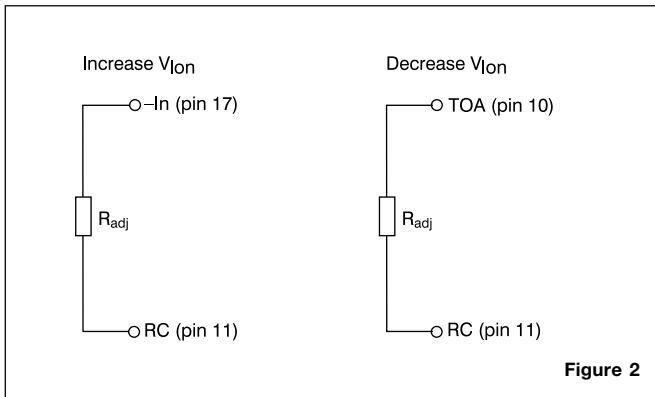 Increase VIon
–In (pin 17)
Radj
RC (pin 11)
Decrease VIon
TOA (pin 10)
Radj
RC (pin 11)
Figure 2